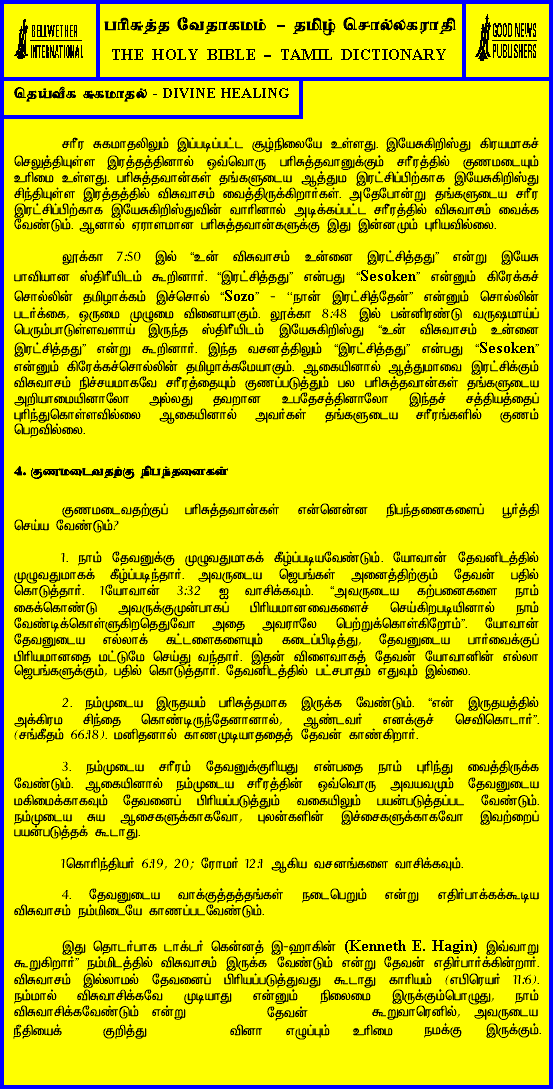 BELLWETHER INTERNATIONAL
பரிசுத்த வேதாகமம் – தமிழ் சொல்லகராதி
THE HOLY BIBLE – TAMIL DICTIONARY
GOOD NEWS PUBLISHERS
தெய்வீக சுகமாதல் - DIVINE HEALING
சரீர சுகமாதலிலும் இப்படிப்பட்ட சூழ்நிலையே உள்ளது. இயேசுகிறிஸ்து கிரயமாகச்
செலுத்தியுள்ள இரத்தத்தினால் ஒவ்வொரு பரிசுத்தவானுக்கும் சரீரத்தில் குணமடையும்
உரிமை உள்ளது. பரிசுத்தவான்கள் தங்களுடைய ஆத்தும இரட்சிப்பிற்காக இயேசுகிறிஸ்து
சிந்தியுள்ள இரத்தத்தில் விசுவாசம் வைத்திருக்கிறார்கள். அதேபோன்று தங்களுடைய சரீர
இரட்சிப்பிற்காக இயேசுகிறிஸ்துவின் வாரினால் அடிக்கப்பட்ட சரீரத்தில் விசுவாசம் வைக்க
வேண்டும். ஆனால் ஏராளமான பரிசுத்தவான்களுக்கு இது இன்னமும் புரியவில்லை.
லூக்கா 7:50 இல் “உன் விசுவாசம் உன்னை இரட்சித்தது” என்று இயேசு
பாவியான ஸ்திரீயிடம் கூறினார். “இரட்சித்தது” என்பது “Sesoken” என்னும் கிரேக்கச்
சொல்லின் தமிழாக்கம் இச்சொல் “Sozo” - “நான் இரட்சித்தேன்” என்னும் சொல்லின்
படர்க்கை, ஒருமை முழுமை வினையாகும். லூக்கா 8:48 இல் பன்னிரண்டு வருஷமாய்ப்
பெரும்பாடுள்ளவளாய் இருந்த ஸ்திரீயிடம் இயேசுகிறிஸ்து “உன் விசுவாசம் உன்னை
இரட்சித்தது” என்று கூறினார். இந்த வசனத்திலும் “இரட்சித்தது” என்பது “Sesoken”
என்னும் கிரேக்கச்சொல்லின் தமிழாக்கமேயாகும். ஆகையினால் ஆத்துமாவை இரட்சிக்கும்
விசுவாசம் நிச்சயமாகவே சரீரத்தையும் குணப்படுத்தும் பல பரிசுத்தவான்கள் தங்களுடைய
அறியாமையினாலோ அல்லது தவறான உபதேசத்தினாலோ இந்தச் சத்தியத்தைப்
புரிந்துகொள்ளவில்லை ஆகையினால் அவர்கள் தங்களுடைய சரீரங்களில் குணம்
பெறவில்லை.
4. குணமடைவதற்கு நிபந்தனைகள்
குணமடைவதற்குப் பரிசுத்தவான்கள் என்னென்ன நிபந்தனைகளைப் பூர்த்தி
செய்ய வேண்டும்?
1. நாம் தேவனுக்கு முழுவதுமாகக் கீழ்ப்படியவேண்டும். யோவான் தேவனிடத்தில்
முழுவதுமாகக் கீழ்ப்படிந்தார். அவருடைய ஜெபங்கள் அனைத்திற்கும் தேவன் பதில்
கொடுத்தார். 1யோவான் 3:32 ஐ வாசிக்கவும். “அவருடைய கற்பனைகளை நாம்
கைக்கொண்டு அவருக்குமுன்பாகப் பிரியமானவைகளைச் செய்கிறபடியினால் நாம்
வேண்டிக்கொள்ளுகிறதெதுவோ அதை அவராலே பெற்றுக்கொள்கிறோம்”. யோவான்
தேவனுடைய எல்லாக் கட்டளைகளையும் கடைப்பிடித்து, தேவனுடைய பார்வைக்குப்
பிரியமானதை மட்டுமே செய்து வந்தார். இதன் விளைவாகத் தேவன் யோவானின் எல்லா
ஜெபங்களுக்கும், பதில் கொடுத்தார். தேவனிடத்தில் பட்சபாதம் எதுவும் இல்லை.
2. நம்முடைய இருதயம் பரிசுத்தமாக இருக்க வேண்டும். “என் இருதயத்தில்
அக்கிரம சிந்தை கொண்டிருந்தேனானால், ஆண்டவர் எனக்குச் செவிகொடார்”.
(சங்கீதம் 66:18). மனிதனால் காணமுடியாததைத் தேவன் காண்கிறார்.
3. நம்முடைய சரீரம் தேவனுக்குரியது என்பதை நாம் புரிந்து வைத்திருக்க
வேண்டும். ஆகையினால் நம்முடைய சரீரத்தின் ஒவ்வொரு அவயவமும் தேவனுடைய
மகிமைக்காகவும் தேவனைப் பிரியப்படுத்தும் வகையிலும் பயன்படுத்தப்பட வேண்டும்.
நம்முடைய சுய ஆசைகளுக்காகவோ, புலன்களின் இச்சைகளுக்காகவோ இவற்றைப்
பயன்படுத்தக் கூடாது.
1கொரிந்தியர் 6:19, 20; ரோமர் 12:1 ஆகிய வசனங்களை வாசிக்கவும்.
4. தேவனுடைய வாக்குத்தத்தங்கள் நடைபெறும் என்று எதிர்பாக்கக்கூடிய
விசுவாசம் நம்மிடையே காணப்படவேண்டும்.
இது தொடர்பாக டாக்டர் கென்னத் இ-ஹாகின் (Kenneth E. Hagin) இவ்வாறு
கூறுகிறார்” நம்மிடத்தில் விசுவாசம் இருக்க வேண்டும் என்று தேவன் எதிர்பார்க்கின்றார்.
விசுவாசம் இல்லாமல் தேவனைப் பிரியப்படுத்துவது கூடாது காரியம் (எபிரெயர் 11:6).
நம்மால் விசுவாசிக்கவே முடியாது என்னும் நிலைமை இருக்கும்பொழுது, நாம்
விசுவாசிக்கவேண்டும் என்று தேவன் கூறுவாரெனில், அவருடைய
நீதியைக் குறித்து வினா எழுப்பும் உரிமை நமக்கு இருக்கும்.